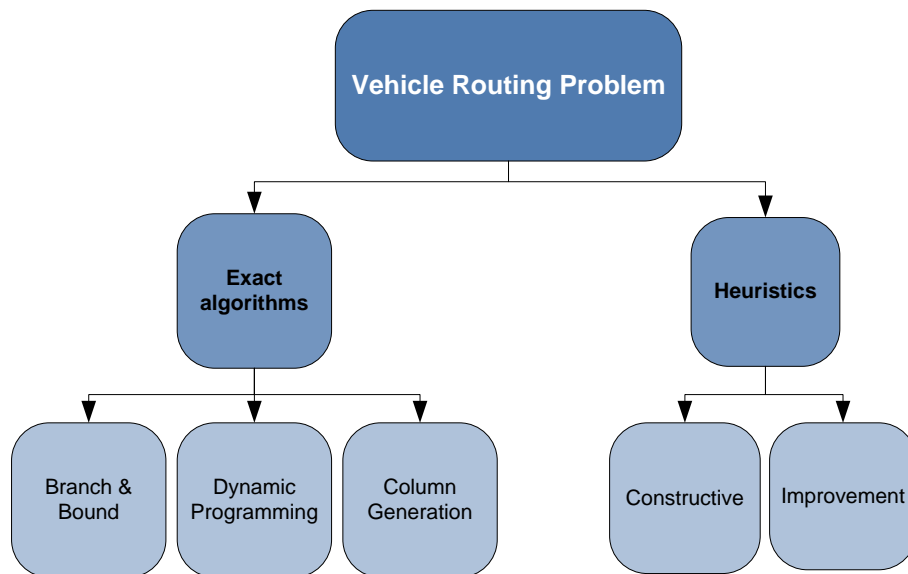 Vehicle Routing Problem
Exact
algorithms
Heuristics
Branch &
Bound
Dynamic
Programming
Column
Generation
Constructive
Improvement